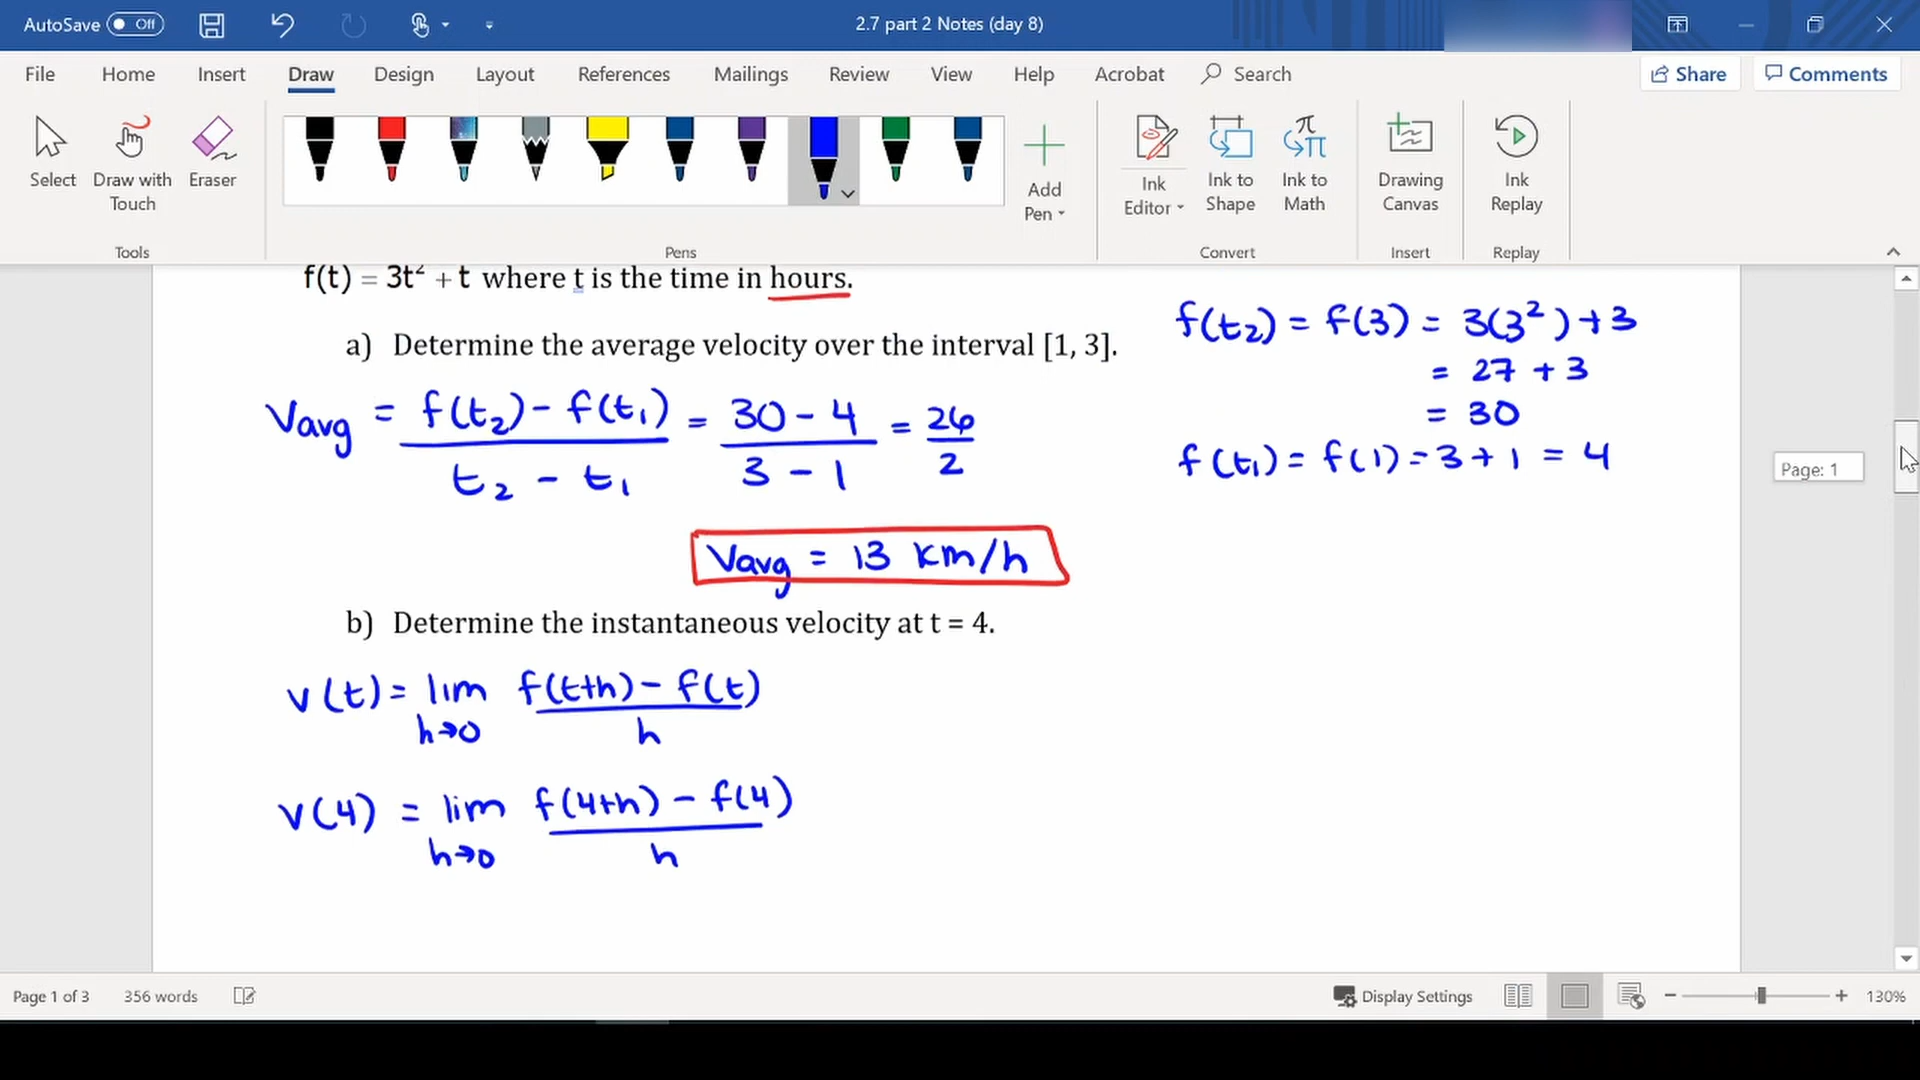 AutoSave Off
2.7 part 2 Notes (day 8)
File Home Insert Draw Design Layout References Mailings Review View Help Acrobat Search
Share Comments
Select
Draw with Touch
Eraser
Add Pen
Ink Editor
Ink to Shape
Ink to Math
Drawing Canvas
Ink Replay
Tools Pens Convert Insert Replay
f(t) = 3t² + t where t is the time in hours.
a) Determine the average velocity over the interval [1, 3].
Vavg = f(t₂) - f(t₁) = 30 - 4 = 26
t₂ - t₁ 3 - 1 2
Vavg = 13 km/h
f(t₂) = f(3) = 3(3²) + 3
= 27 + 3
= 30
f(t₁) = f(1) = 3 + 1 = 4
b) Determine the instantaneous velocity at t = 4.
v(t) = lim f(t+h) - f(t)
h→0 h
v(4) = lim f(4+h) - f(4)
h→0 h
Page: 1
Page 1 of 3 356 words
Display Settings
130%